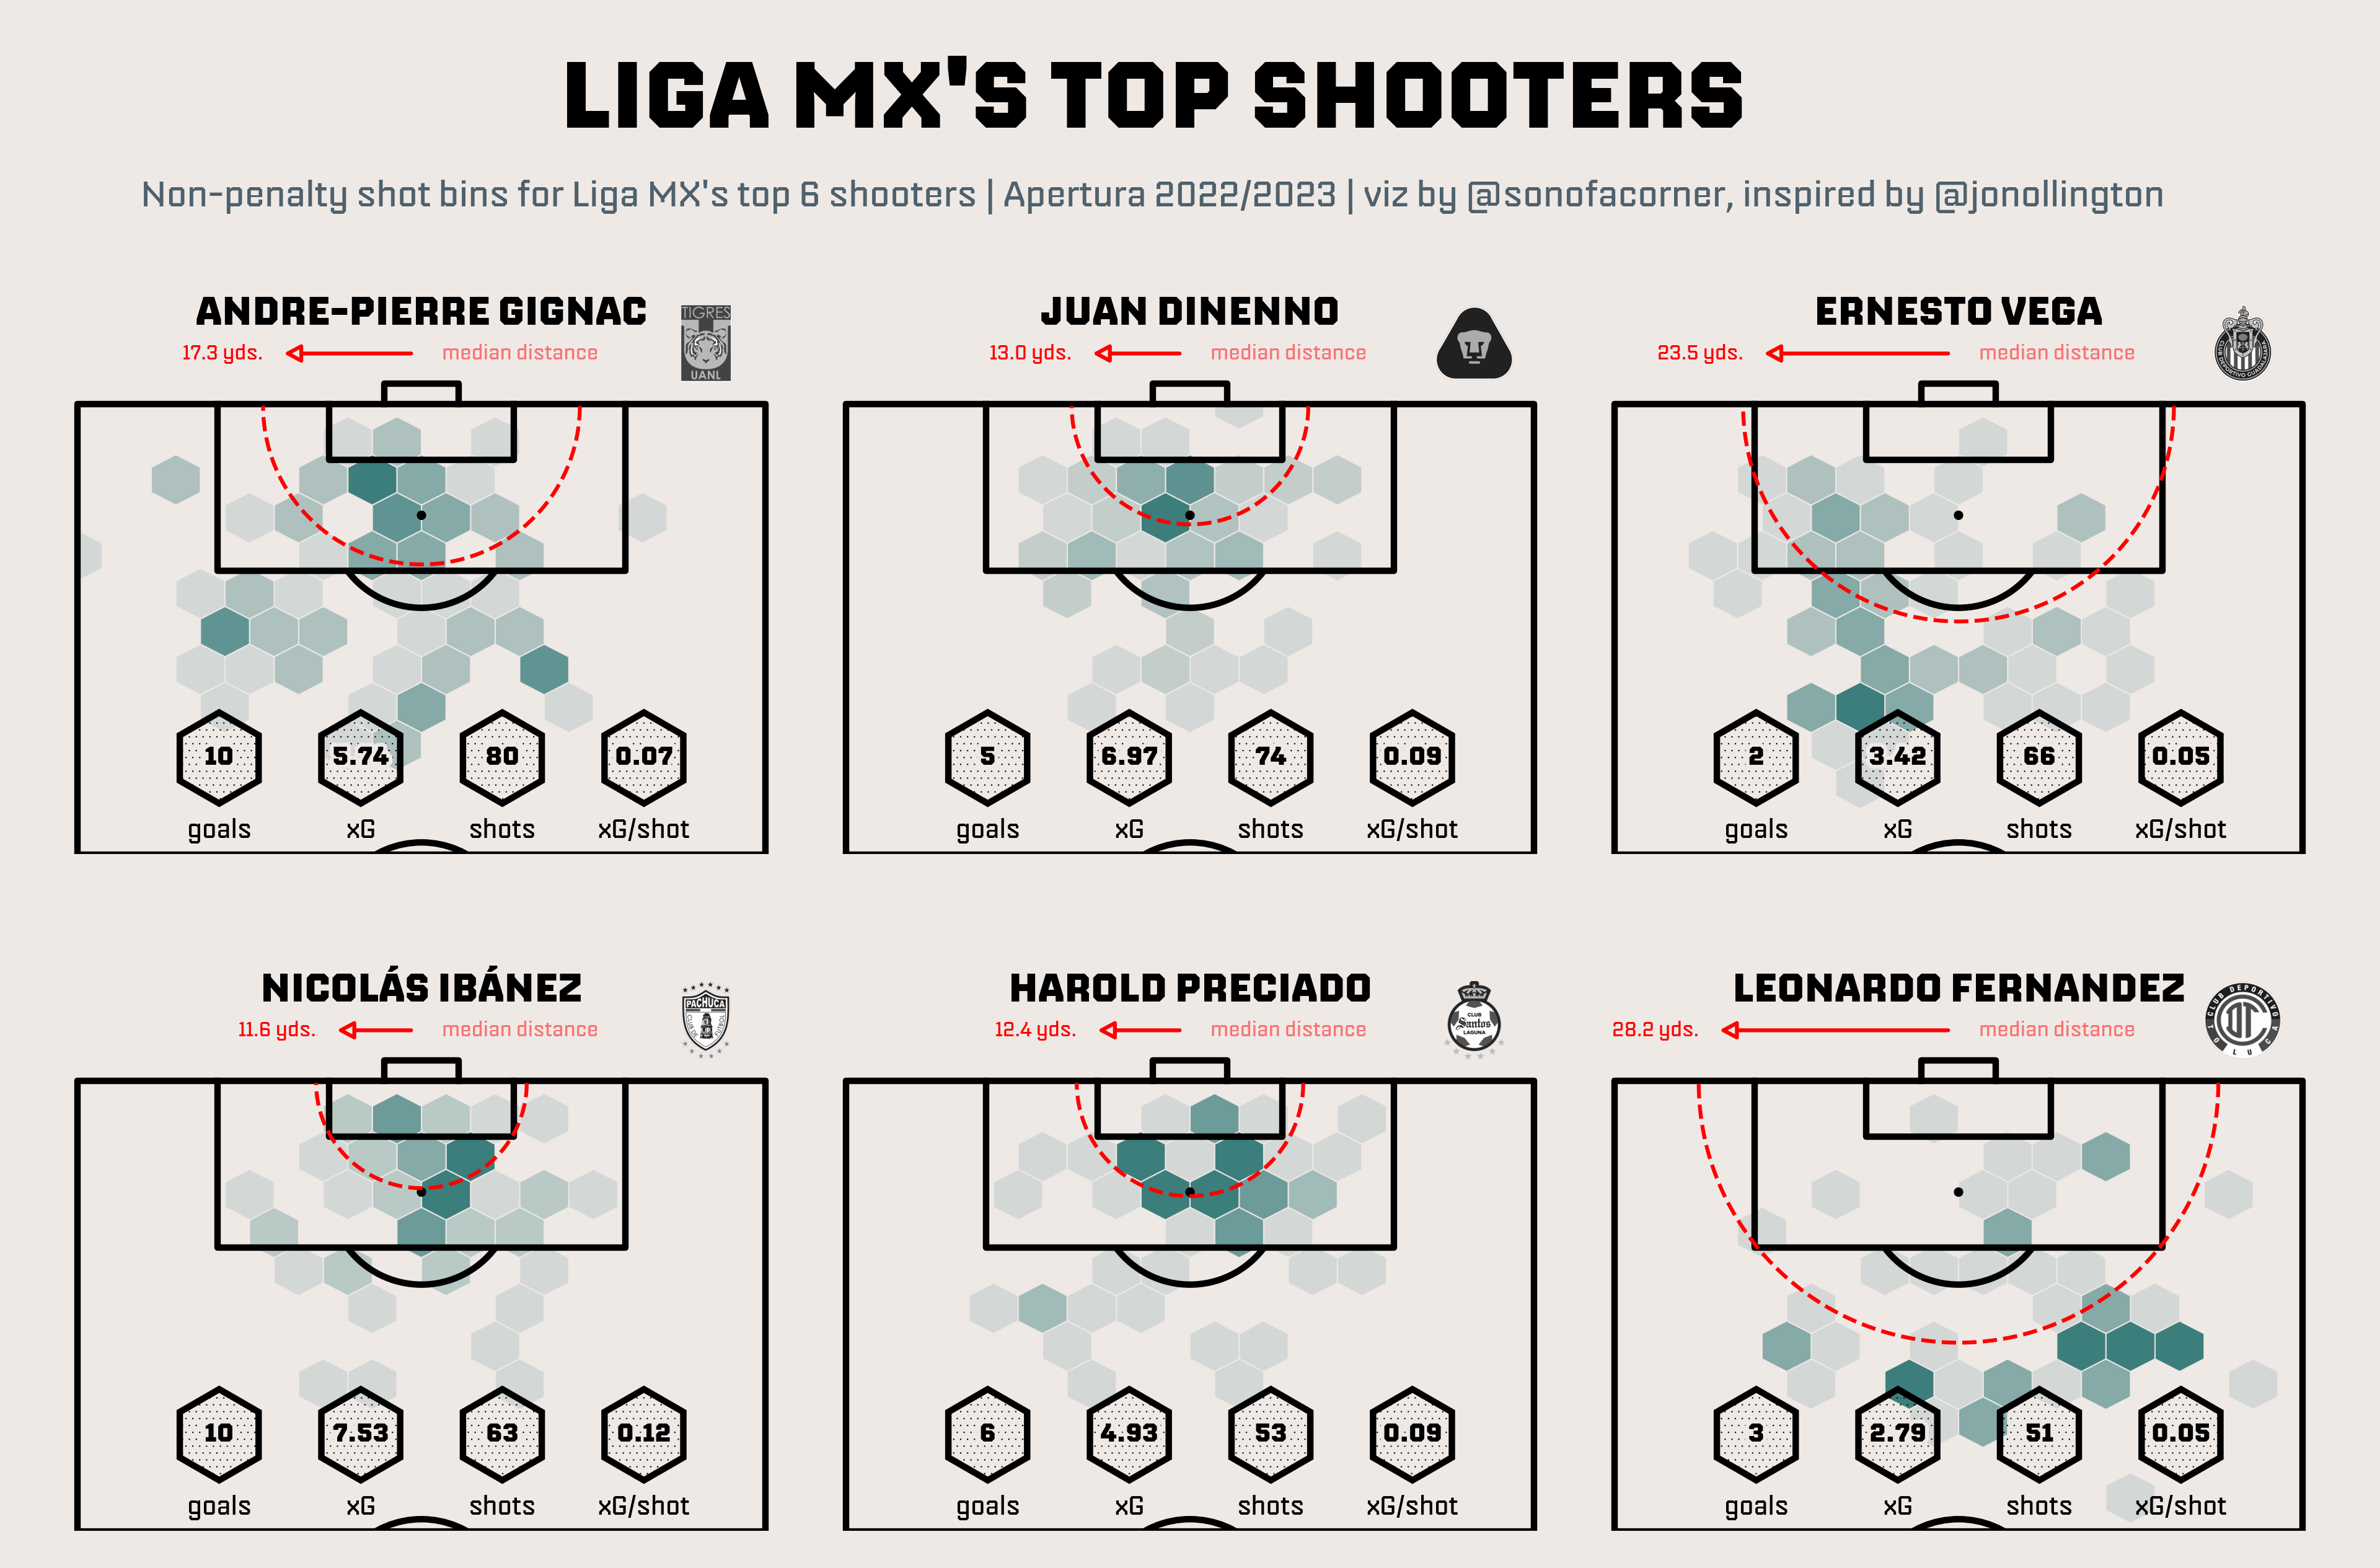 LIGA MX'S TOP SHOOTERS
Non-penalty shot bins for Liga MX's top 6 shooters | Apertura 2022/2023 | viz by @sonofacorner, inspired by @jonollington
ANDRE-PIERRE GIGNAC
17.3 yds. median distance
TIGRES
UANL
10 5.74 80 0.07
goals xG shots xG/shot
JUAN DINENNO
13.0 yds. median distance
5 6.97 74 0.09
goals xG shots xG/shot
ERNESTO VEGA
23.5 yds. median distance
2 3.42 66 0.05
goals xG shots xG/shot
NICOLÁS IBÁNEZ
11.6 yds. median distance
PACHUCA
10 7.53 63 0.12
goals xG shots xG/shot
HAROLD PRECIADO
12.4 yds. median distance
CLUB
Santos
LAGUNA
6 4.93 53 0.09
goals xG shots xG/shot
LEONARDO FERNANDEZ
28.2 yds. median distance
CLUB DEPORTIVO
TOLUCA
3 2.79 51 0.05
goals xG shots xG/shot